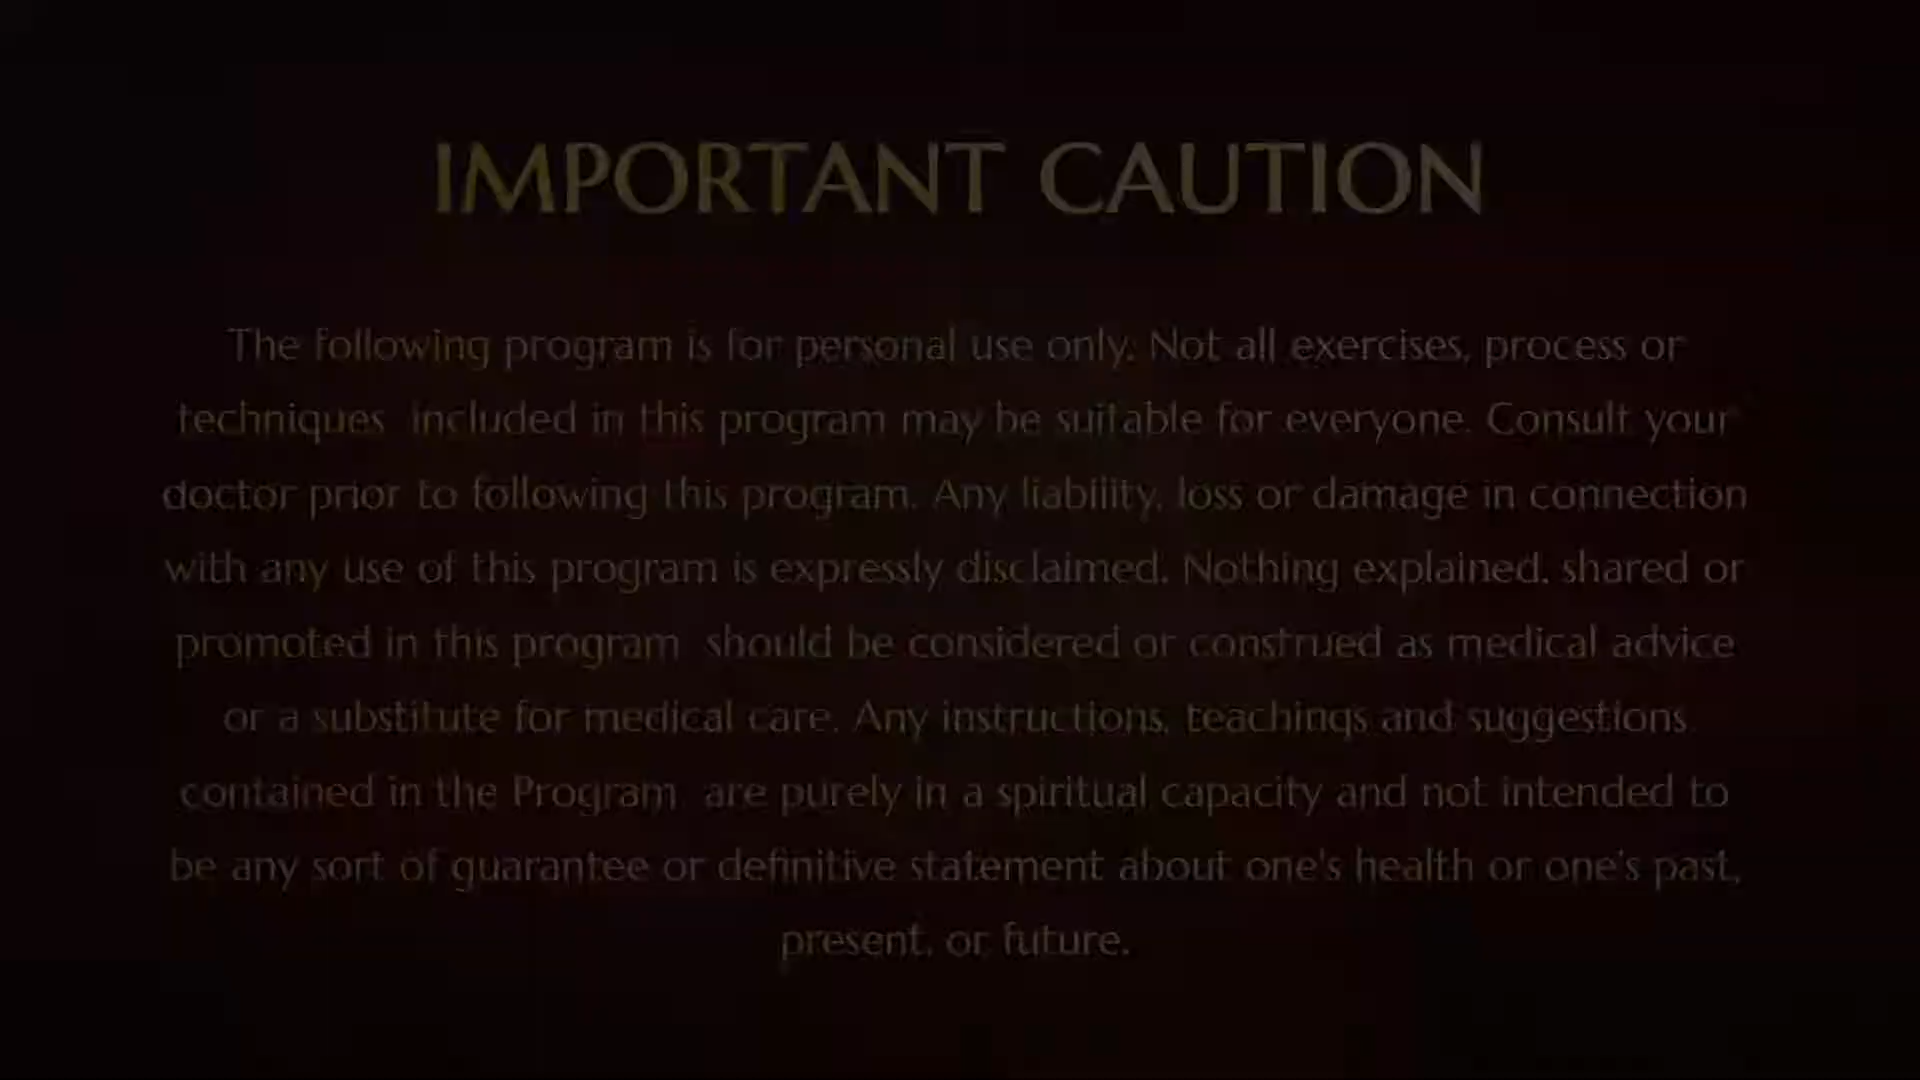 IMPORTANT CAUTION
The following program is for personal use only. Not all exercises, process or
techniques included in this program may be suitable for everyone. Consult your
doctor prior to following this program. Any liability, loss or damage in connection
with any use of this program is expressly disclaimed. Nothing explained, shared or
promoted in this program should be considered or construed as medical advice
or a substitute for medical care. Any instructions, teachings and suggestions
contained in the Program are purely in a spiritual capacity and not intended to
be any sort of guarantee or definitive statement about one's health or one's past,
present, or future.